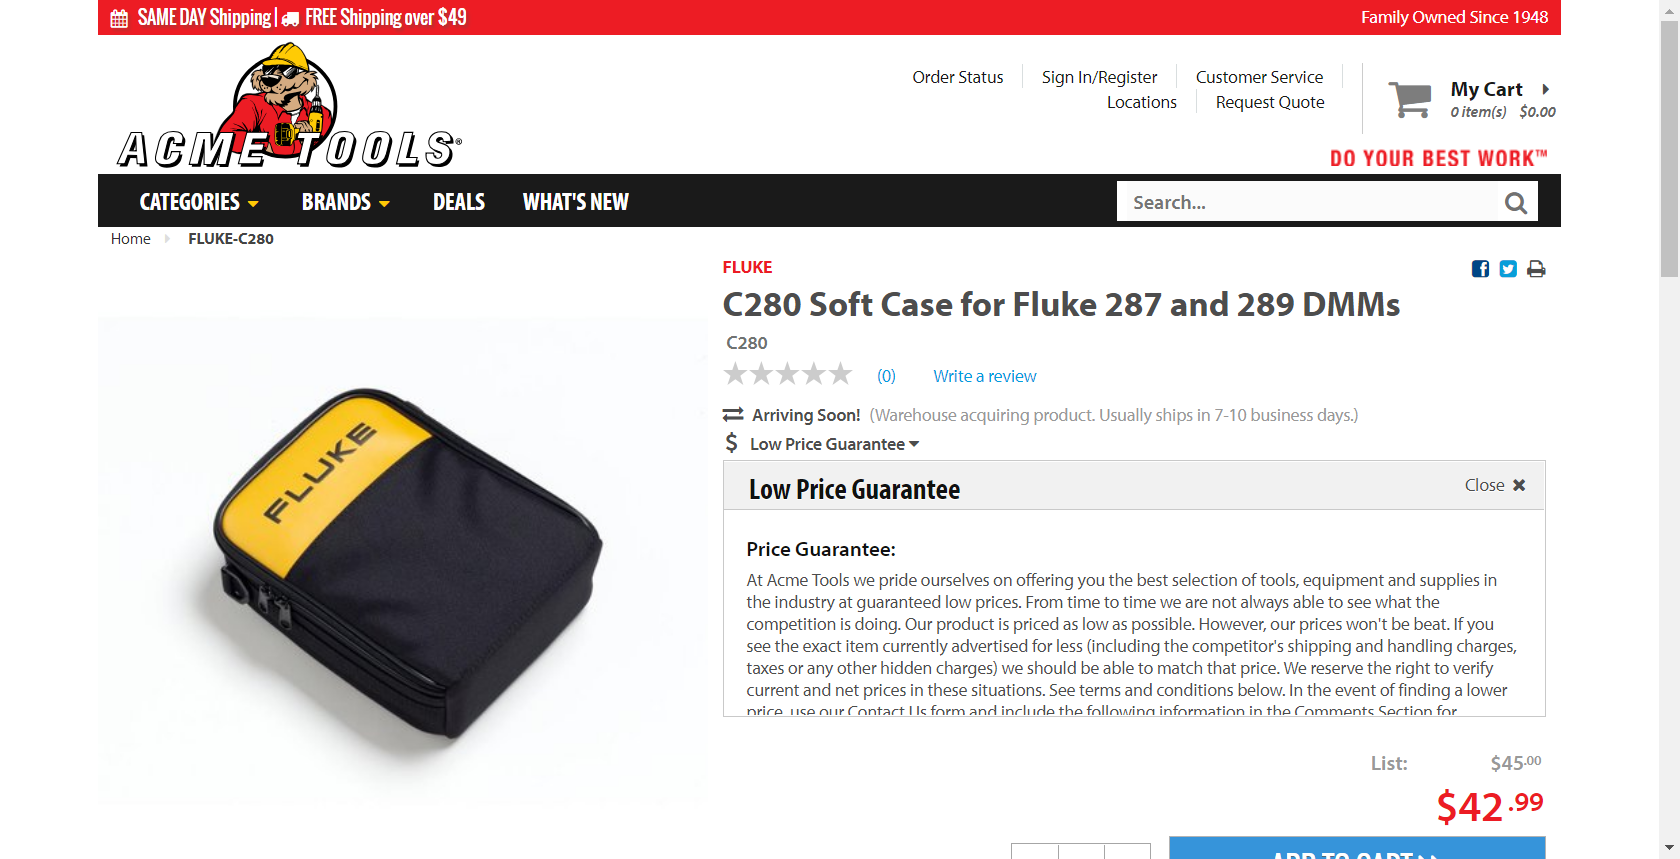 SAME DAY Shipping | FREE Shipping over $49
Family Owned Since 1948
ACME TOOLS®
Order Status
Sign In/Register
Customer Service
Locations
Request Quote
My Cart
0 item(s) $0.00
DO YOUR BEST WORK™
CATEGORIES
BRANDS
DEALS
WHAT'S NEW
Search...
Home
FLUKE-C280
FLUKE
C280 Soft Case for Fluke 287 and 289 DMMs
C280
(0)
Write a review
Arriving Soon! (Warehouse acquiring product. Usually ships in 7-10 business days.)
$ Low Price Guarantee
Low Price Guarantee
Close
Price Guarantee:
At Acme Tools we pride ourselves on offering you the best selection of tools, equipment and supplies in
the industry at guaranteed low prices. From time to time we are not always able to see what the
competition is doing. Our product is priced as low as possible. However, our prices won't be beat. If you
see the exact item currently advertised for less (including the competitor's shipping and handling charges,
taxes or any other hidden charges) we should be able to match that price. We reserve the right to verify
current and net prices in these situations. See terms and conditions below. In the event of finding a lower
price, use our Contact Us form and include the following information in the Comments Section for
FLUKE
List: $45.00
$42.99
ADD TO CART